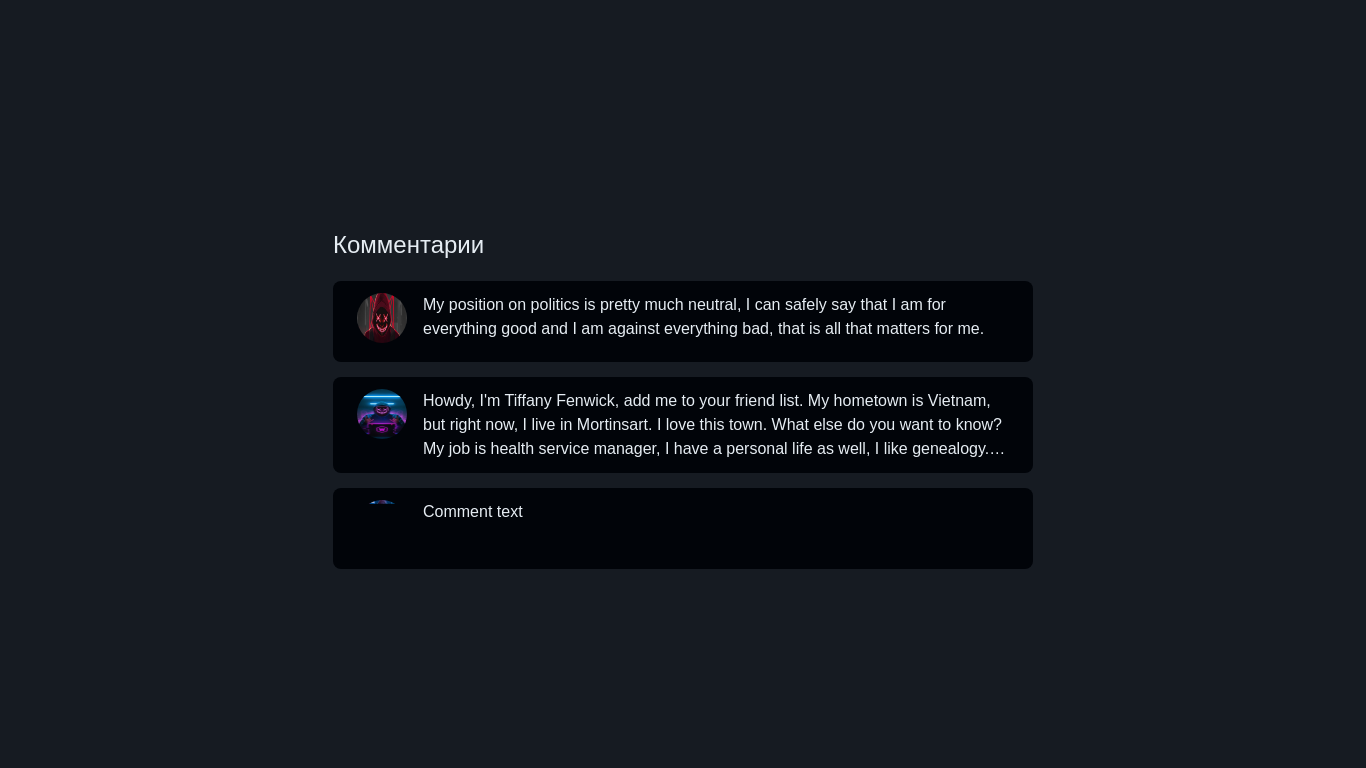 Комментарии
My position on politics is pretty much neutral, I can safely say that I am for
everything good and I am against everything bad, that is all that matters for me.
Howdy, I'm Tiffany Fenwick, add me to your friend list. My hometown is Vietnam,
but right now, I live in Mortinsart. I love this town. What else do you want to know?
My job is health service manager, I have a personal life as well, I like genealogy.…
Comment text